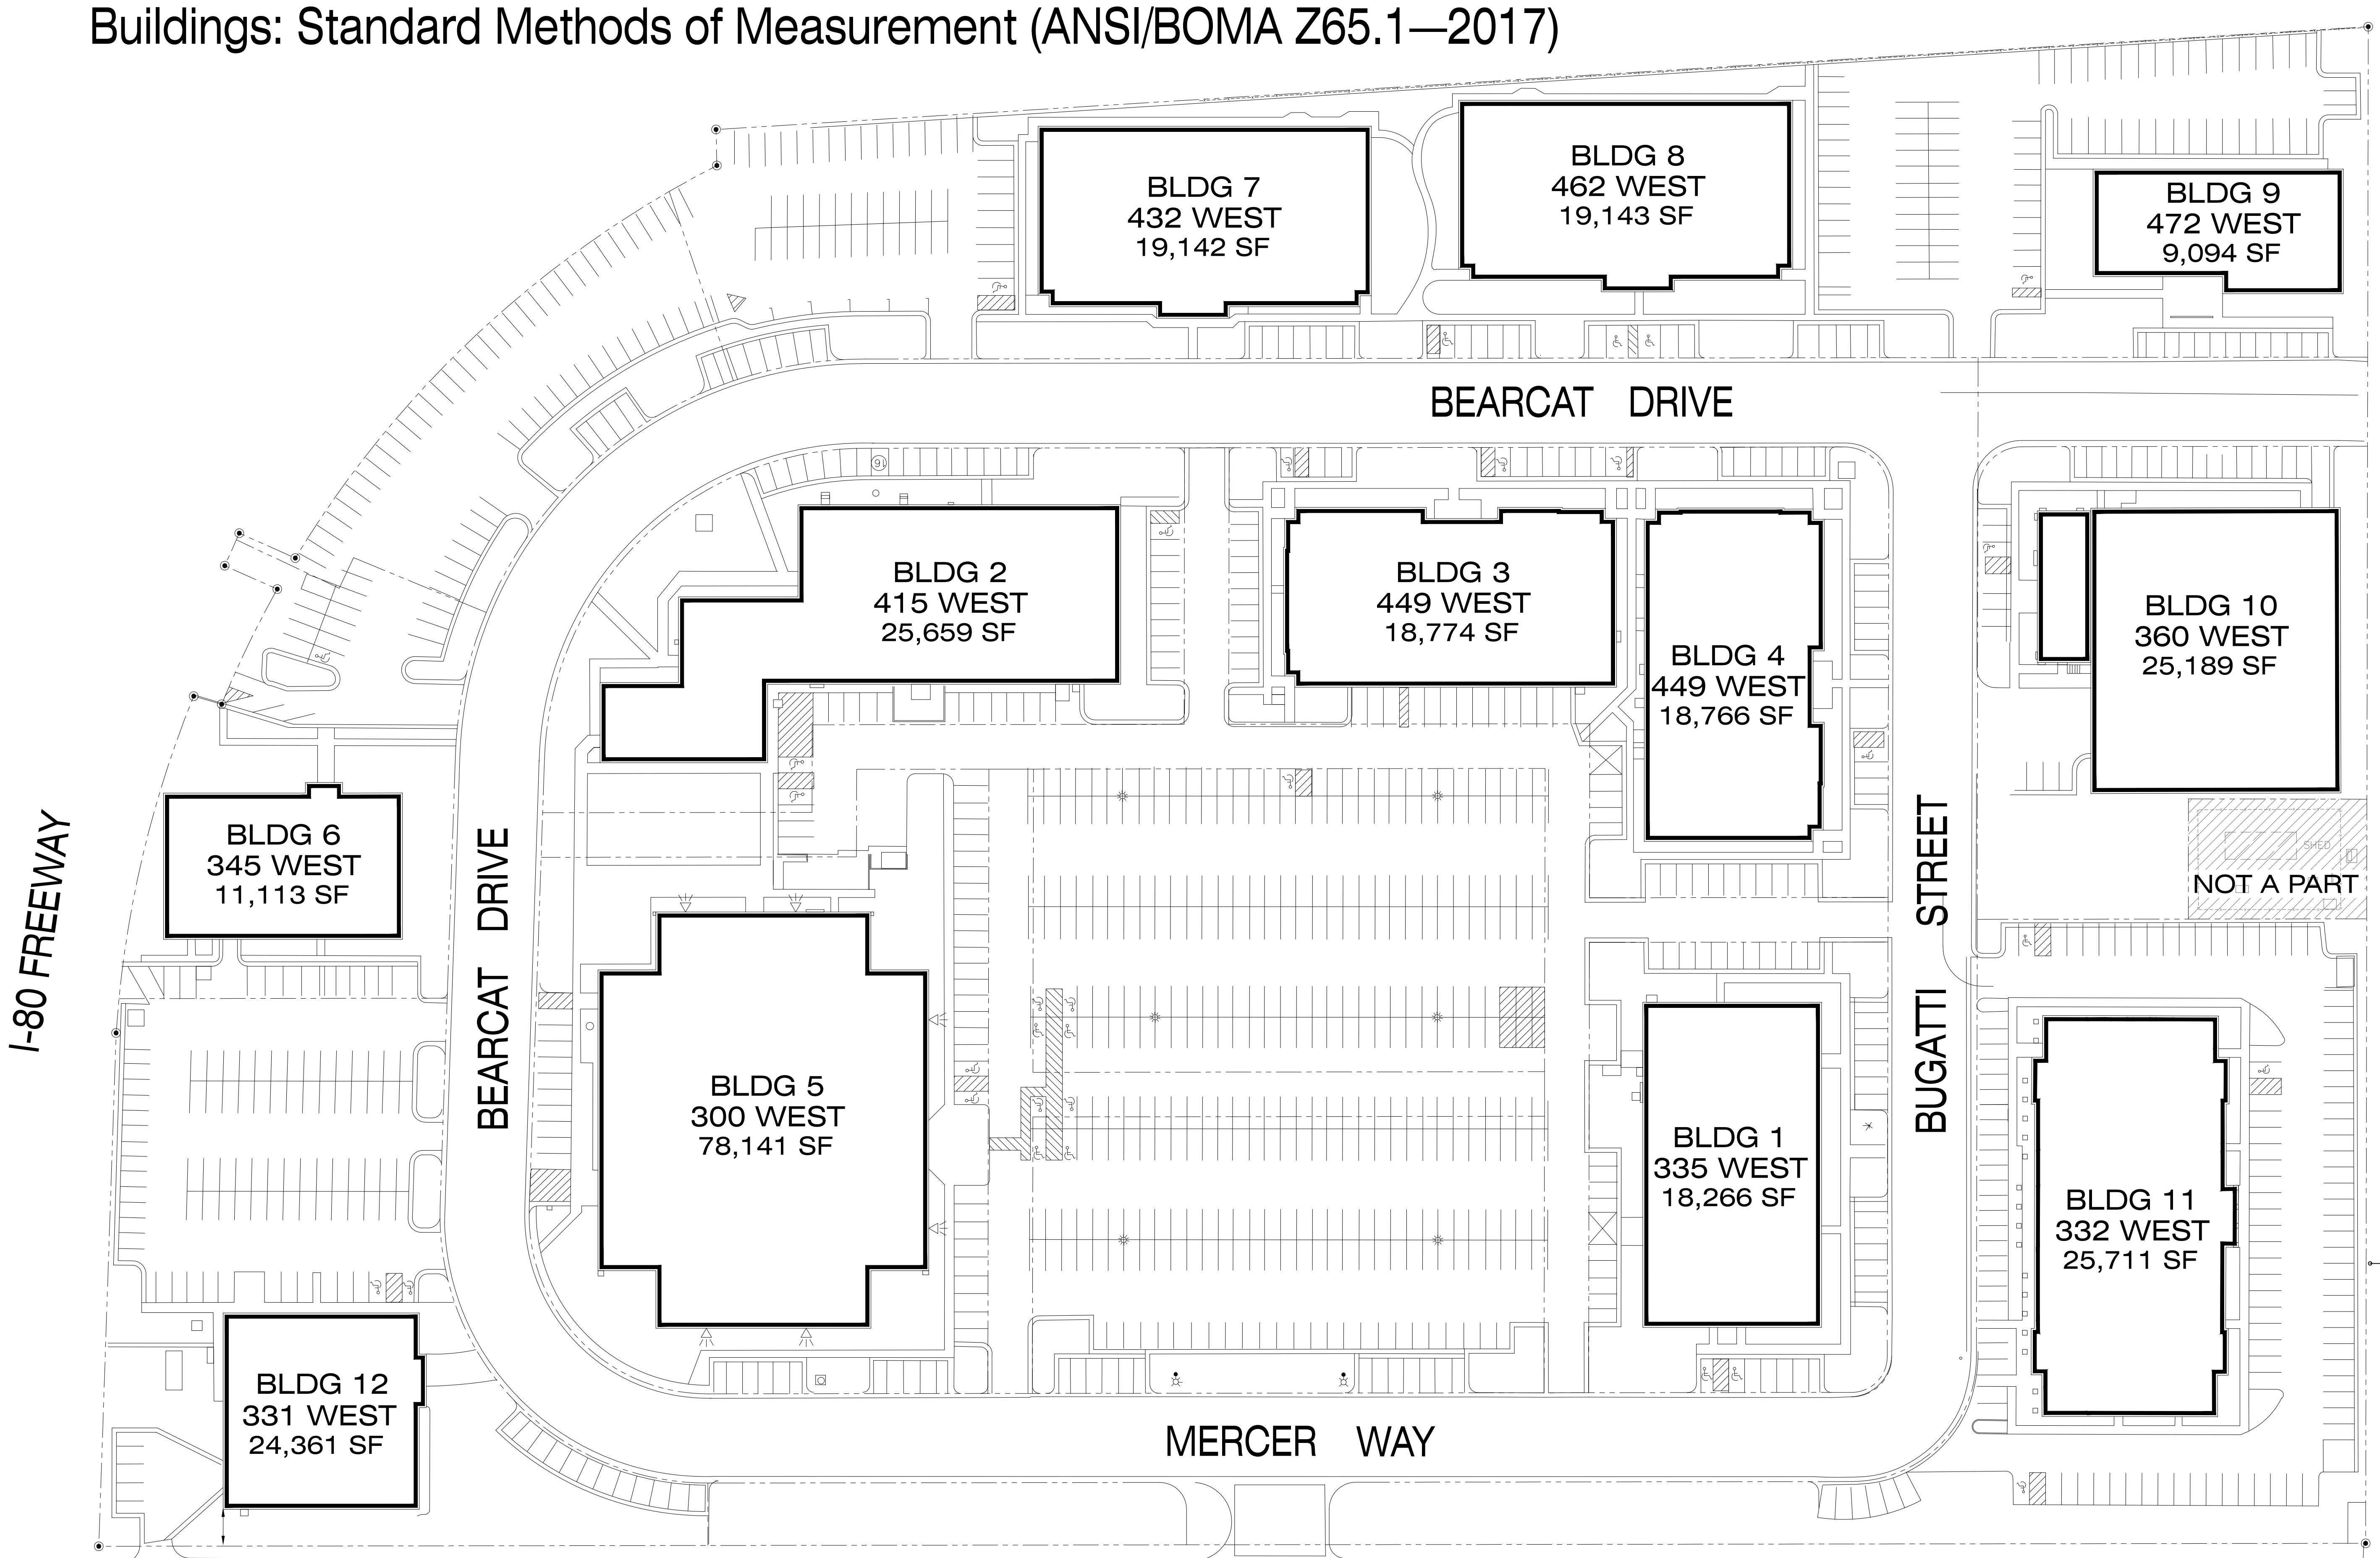 Buildings: Standard Methods of Measurement (ANSI/BOMA Z65.1—2017)
BLDG 7
432 WEST
19,142 SF
BLDG 8
462 WEST
19,143 SF
BLDG 9
472 WEST
9,094 SF
BEARCAT DRIVE
16
BLDG 2
415 WEST
25,659 SF
BLDG 3
449 WEST
18,774 SF
BLDG 4
449 WEST
18,766 SF
BLDG 10
360 WEST
25,189 SF
SHED
NOT A PART
I-80 FREEWAY
BLDG 6
345 WEST
11,113 SF
BEARCAT DRIVE
BLDG 5
300 WEST
78,141 SF
BLDG 1
335 WEST
18,266 SF
BUGATTI STREET
BLDG 11
332 WEST
25,711 SF
BLDG 12
331 WEST
24,361 SF
MERCER WAY